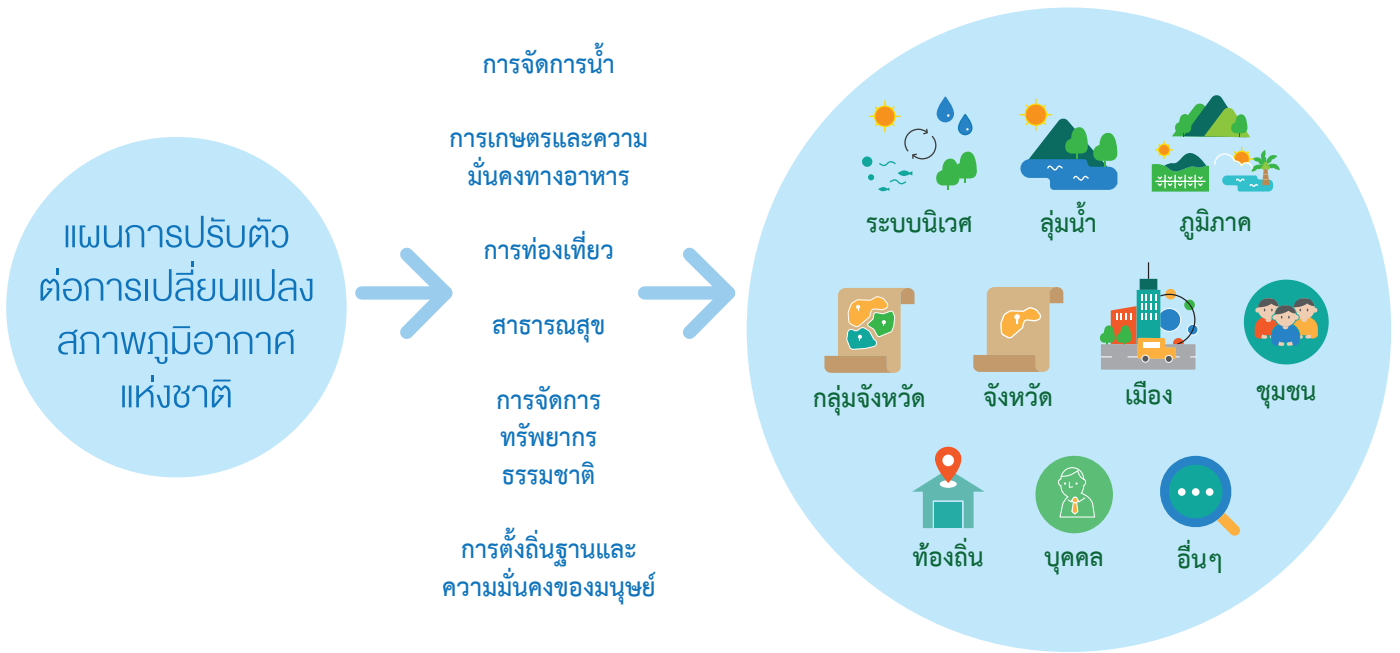 แผนการปรับตัว
ต่อการเปลี่ยนแปลง
สภาพภูมิอากาศ
แห่งชาติ
การจัดการน้ำ
การเกษตรและความ
มั่นคงทางอาหาร
การท่องเที่ยว
สาธารณสุข
การจัดการ
ทรัพยากร
ธรรมชาติ
การตั้งถิ่นฐานและ
ความมั่นคงของมนุษย์
ระบบนิเวศ
ลุ่มน้ำ
ภูมิภาค
กลุ่มจังหวัด
จังหวัด
เมือง
ชุมชน
ท้องถิ่น
บุคคล
อื่นๆ